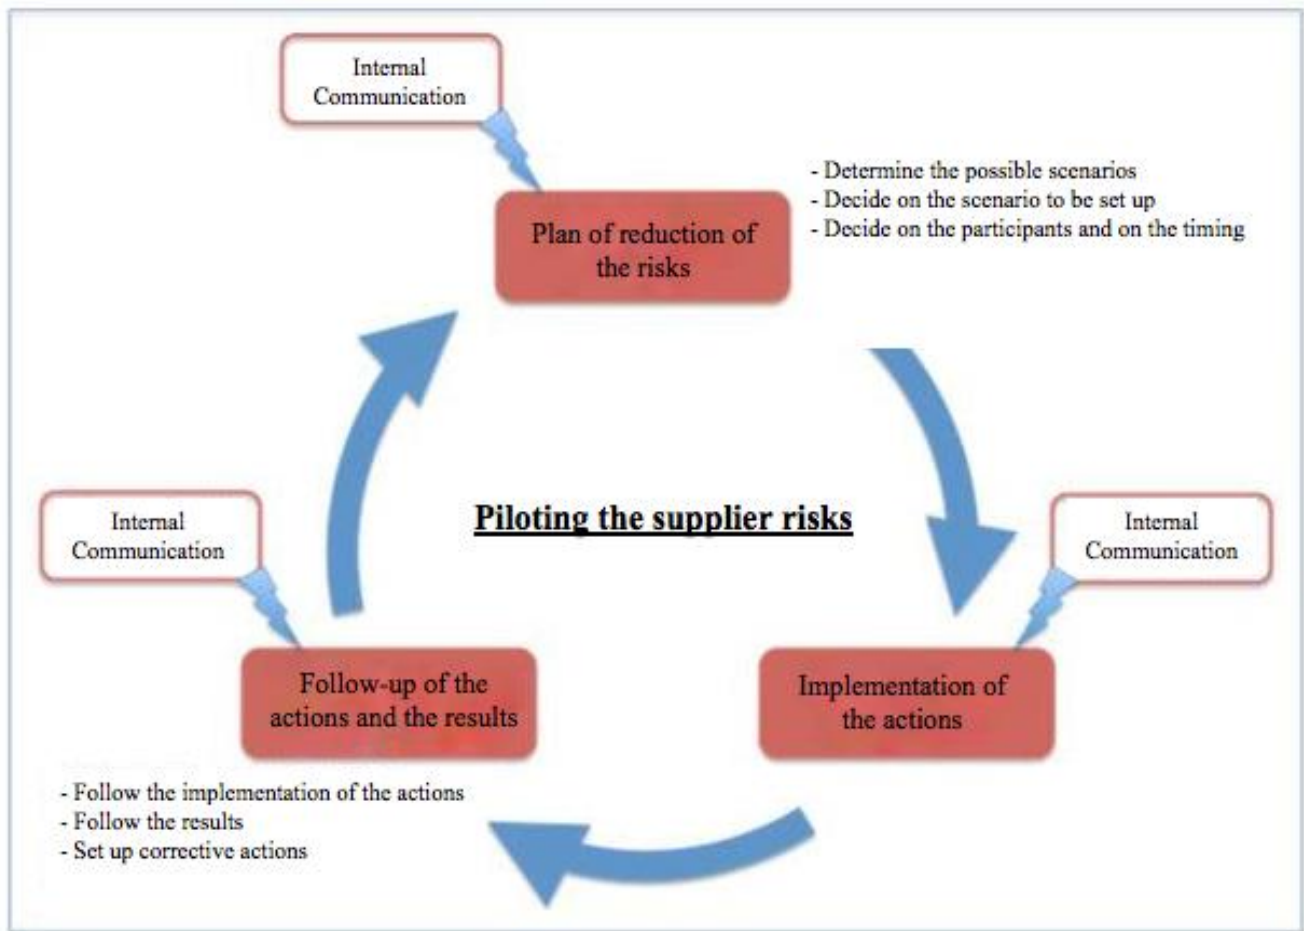 Internal
Communication
Plan of reduction of
the risks
- Determine the possible scenarios
- Decide on the scenario to be set up
- Decide on the participants and on the timing
Piloting the supplier risks
Internal
Communication
Internal
Communication
Follow-up of the
actions and the results
Implementation of
the actions
- Follow the implementation of the actions
- Follow the results
- Set up corrective actions